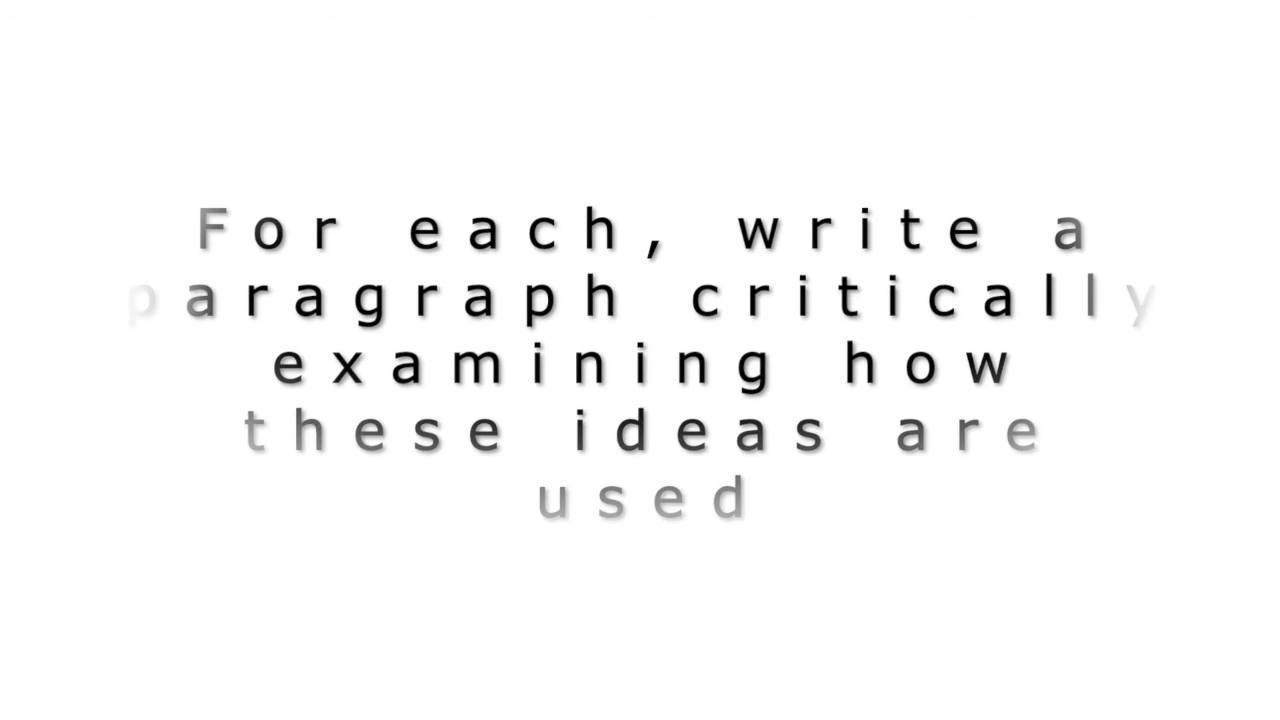 For each, write a
paragraph critically
examining how
these ideas are
used